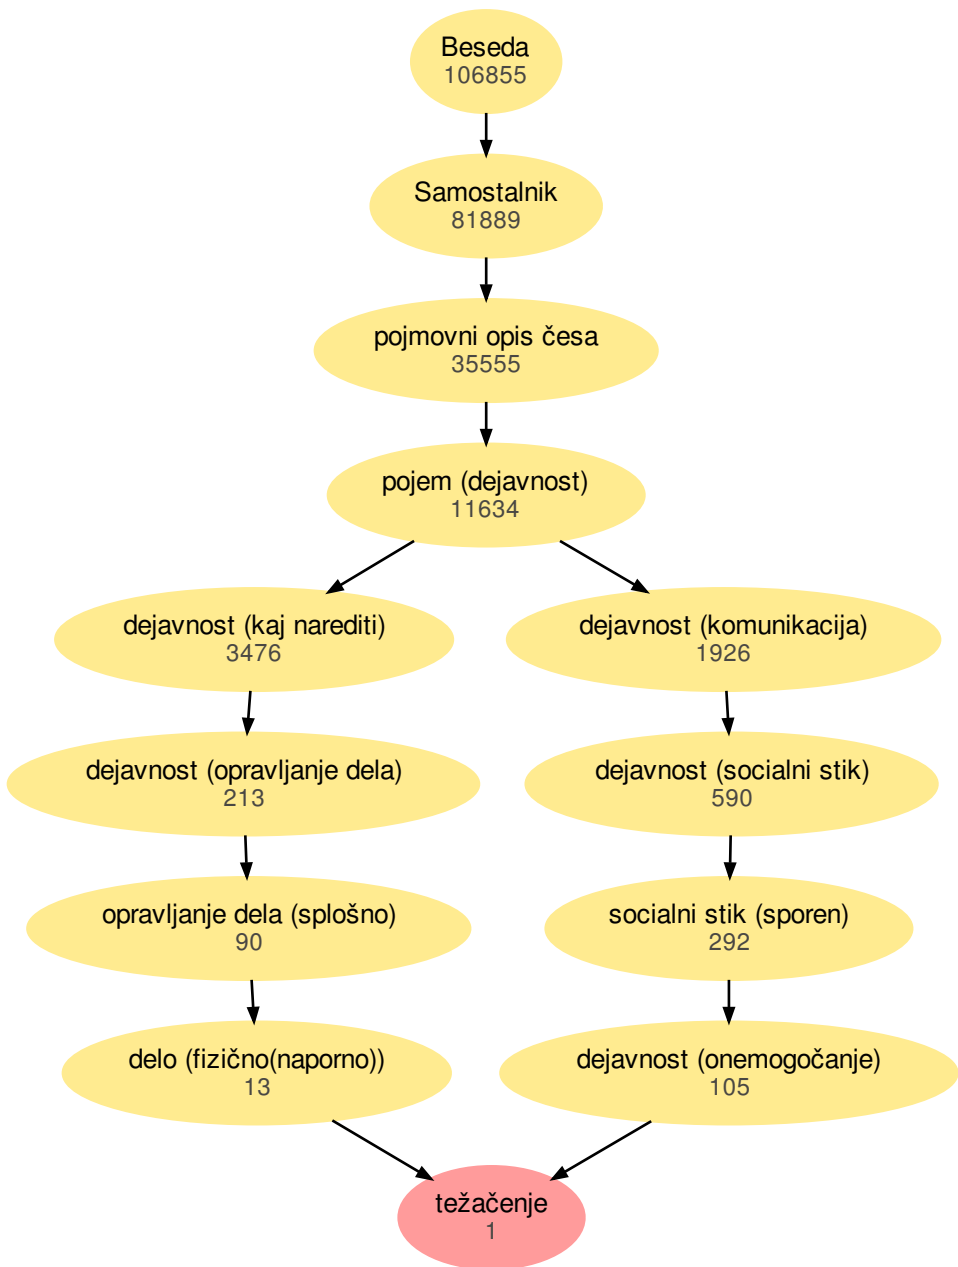 Beseda
106855
Samostalnik
81889
pojmovni opis česa
35555
pojem (dejavnost)
11634
dejavnost (kaj narediti)
3476
dejavnost (komunikacija)
1926
dejavnost (opravljanje dela)
213
dejavnost (socialni stik)
590
opravljanje dela (splošno)
90
socialni stik (sporen)
292
delo (fizično(naporno))
13
dejavnost (onemogočanje)
105
težačenje
1